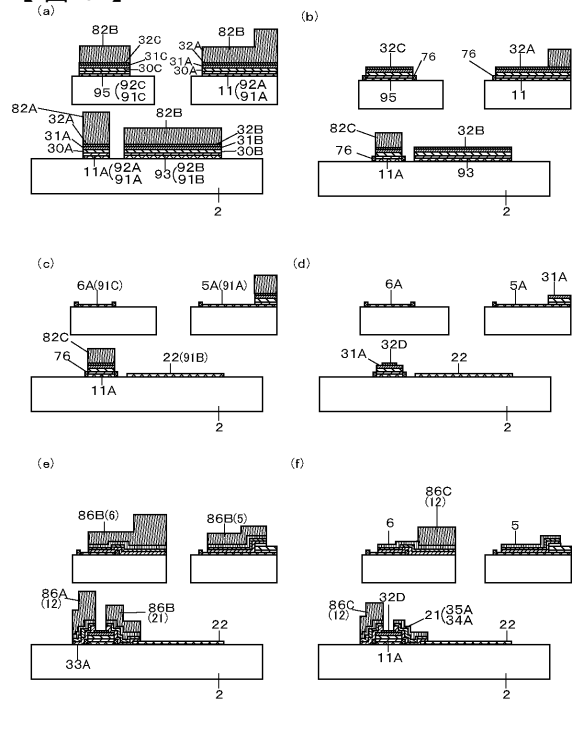 (a)
82B
32C
31C
30C
95 (92C
91C
82B
32A
31A
30A
11 (92A
91A
82A
32A
31A
30A
11A (92A
91A
82B
32B
31B
30B
93 (92B
91B
2
(b)
32C
76
95
76
32A
11
82C
76
11A
32B
93
2
(c)
6A(91C)
5A(91A)
82C
76
11A
22(91B)
2
(d)
6A
5A
31A
31A
32D
22
2
(e)
86B(6)
86B(5)
86A
(12)
86B
(21)
22
33A
2
(f)
86C
(12)
6
5
86C
(12)
32D
21 (35A
34A
22
11A
2